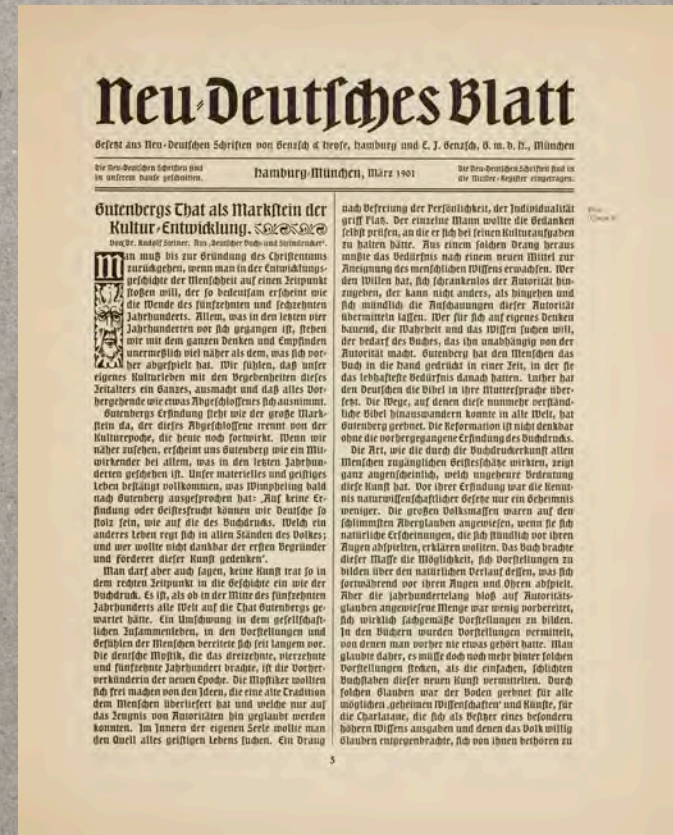 Neu-Deutsches Blatt
Gesetzt aus Neu-Deutschen Schriften von Genzsch & Heyse, Hamburg und E. J. Genzsch, G. m. b. H., München
Die Neu-Deutschen Schriften sind
in unserem Hause geschnitten.
Hamburg-München, März 1901
Die Neu-Deutschen Schriften sind in
die Muster-Register eingetragen.
Gutenbergs That als Markstein der
Kultur-Entwicklung.
Von Dr. Rudolf Steiner. Aus „Deutscher Buch- und Steindrucker“.
Man muß bis zur Gründung des Christentums
zurückgehen, wenn man in der Entwicklungs-
geschichte der Menschheit auf einen Zeitpunkt
stoßen will, der so bedeutsam erscheint wie
die Wende des fünfzehnten und sechzehnten
Jahrhunderts. Allem, was in den letzten vier
Jahrhunderten vor sich gegangen ist, stehen
wir mit dem ganzen Denken und Empfinden
unermeßlich viel näher als dem, was sich vor-
her abgespielt hat. Wir fühlen, daß unser
eigenes Kulturleben mit den Begebenheiten dieses
Zeitalters ein Ganzes, ausmacht und daß alles Vor-
hergehende wie etwas Abgeschlossenes sich ausnimmt.
Gutenbergs Erfindung steht wie der große Mark-
stein da, der dieses Abgeschlossene trennt von der
Kulturepoche, die heute noch fortwirkt. Wenn wir
näher zusehen, erscheint uns Gutenberg wie ein Mit-
wirkender bei allem, was in den letzten Jahrhun-
derten geschehen ist. Unser materielles und geistiges
Leben bestätigt vollkommen, was Wimpheling bald
nach Gutenberg ausgesprochen hat: „Auf keine Er-
findung oder Geistesfrucht können wir Deutsche so
stolz sein, wie auf die des Buchdrucks. Welch ein
anderes Leben regt sich in allen Ständen des Volkes;
und wer wollte nicht dankbar der ersten Begründer
und Förderer dieser Kunst gedenken“.
Man darf aber auch sagen, keine Kunst trat so in
dem rechten Zeitpunkt in die Geschichte ein wie der
Buchdruck. Es ist, als ob in der Mitte des fünfzehnten
Jahrhunderts alle Welt auf die That Gutenbergs ge-
wartet hätte. Ein Umschwung in dem gesellschaft-
lichen Zusammenleben, in den Vorstellungen und
Gefühlen der Menschen bereitete sich seit langem vor.
Die deutsche Mystik, die das dreizehnte, vierzehnte
und fünfzehnte Jahrhundert brachte, ist die Vorher-
verkünderin der neuen Epoche. Die Mystiker wollten
sich frei machen von den Ideen, die eine alte Tradition
dem Menschen überliefert hat und welche nur auf
das Zeugnis von Autoritäten hin geglaubt werden
konnten. Im Innern der eigenen Seele wollte man
den Quell alles geistigen Lebens suchen. Ein Drang
nach Befreiung der Persönlichkeit, der Individualität
griff Platz. Der einzelne Mann wollte die Gedanken
selbst prüfen, an die er sich bei seinen Kulturaufgaben
zu halten hätte. Aus einem solchen Drang heraus
mußte das Bedürfnis nach einem neuen Mittel zur
Aneignung des menschlichen Wissens erwachsen. Wer
den Willen hat, sich schrankenlos der Autorität hin-
zugeben, der kann nicht anders, als hingehen und
sich mündlich die Anschauungen dieser Autorität
übermitteln lassen. Wer für sich auf eigenes Denken
bauend, die Wahrheit und das Wissen suchen will,
der bedarf des Buches, das ihn unabhängig von der
Autorität macht. Gutenberg hat den Menschen das
Buch in die Hand gedrückt in einer Zeit, in der sie
das lebhafteste Bedürfnis danach hatten. Luther hat
den Deutschen die Bibel in ihre Muttersprache über-
setzt. Die Wege, auf denen diese nunmehr verständ-
liche Bibel hinauswandern konnte in alle Welt, hat
Gutenberg geebnet. Die Reformation ist nicht denkbar
ohne die vorhergegangene Erfindung des Buchdrucks.
Die Art, wie die durch die Buchdruckerkunst allen
Menschen zugänglichen Geistesschätze wirkten, zeigt
ganz augenscheinlich, welch ungeheure Bedeutung
diese Kunst hat. Vor ihrer Erfindung war die Kennt-
nis naturwissenschaftlicher Gesetze nur ein Geheimnis
weniger. Die großen Volksmassen waren auf den
schlimmsten Aberglauben angewiesen, wenn sie sich
natürliche Erscheinungen, die sich stündlich vor ihren
Augen abspielten, erklären wollten. Das Buch brachte
dieser Masse die Möglichkeit, sich Vorstellungen zu
bilden über den natürlichen Verlauf dessen, was sich
fortwährend vor ihren Augen und Ohren abspielt.
Aber die jahrhundertelang bloß auf Autoritäts-
glauben angewiesene Menge war wenig vorbereitet,
sich wirklich sachgemäße Vorstellungen zu bilden.
In den Büchern wurden Vorstellungen vermittelt,
von denen man vorher nie etwas gehört hatte. Man
glaubte daher, es müsse doch noch mehr hinter solchen
Vorstellungen stecken, als die einfachen, schlichten
Buchstaben dieser neuen Kunst vermittelten. Durch
solchen Glauben war der Boden geebnet für alle
möglichen „geheimen Wissenschaften“ und Künste, für
die Charlatane, die sich als Besitzer eines besondern
höhern Wissens ausgaben und denen das Volk willig
Glauben entgegenbrachte, sich von ihnen bethören zu
5